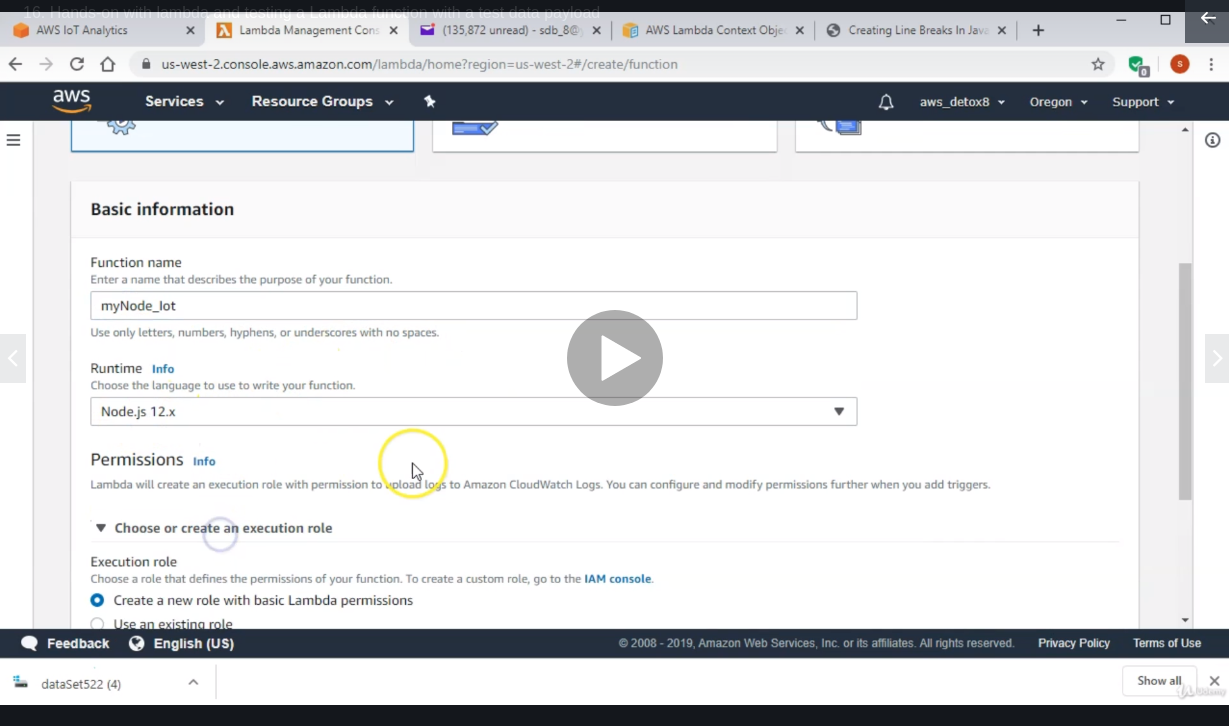 16. Hands-on with lambda and testing a Lambda function with a test data payload
AWS IoT Analytics
Lambda Management Cons
(135,872 unread) - sdb_8@y
AWS Lambda Context Objec
Creating Line Breaks In Java
us-west-2.console.aws.amazon.com/lambda/home?region=us-west-2#/create/function
0
S
aws
Services
Resource Groups
aws_detox8
Oregon
Support
Basic information
Function name
Enter a name that describes the purpose of your function.
myNode_Iot
Use only letters, numbers, hyphens, or underscores with no spaces.
Runtime Info
Choose the language to use to write your function.
Node.js 12.x
Permissions Info
Lambda will create an execution role with permission to upload logs to Amazon CloudWatch Logs. You can configure and modify permissions further when you add triggers.
Choose or create an execution role
Execution role
Choose a role that defines the permissions of your function. To create a custom role, go to the IAM console.
Create a new role with basic Lambda permissions
Use an existing role
Feedback
English (US)
© 2008 - 2019, Amazon Web Services, Inc. or its affiliates. All rights reserved.
Privacy Policy
Terms of Use
dataSet522 (4)
Show all
Udemy